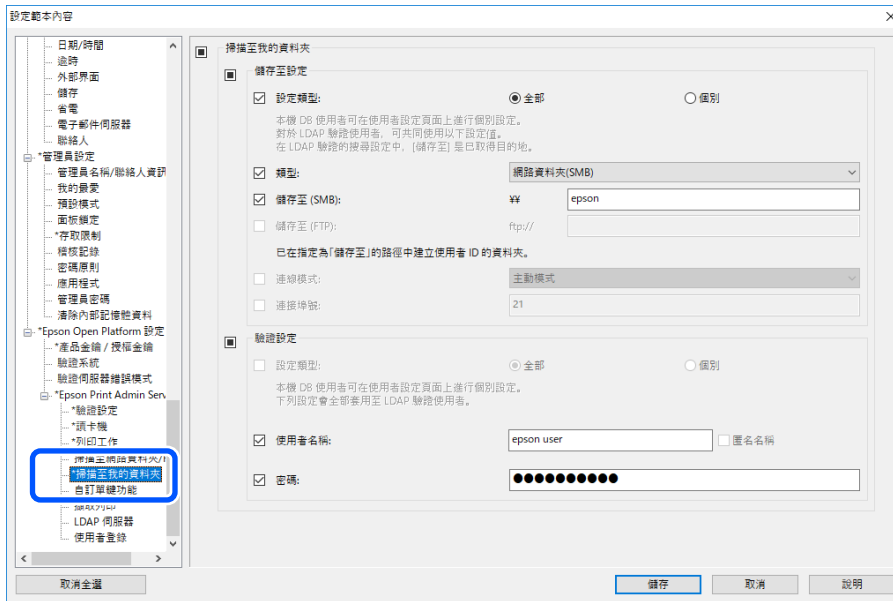 設定範本內容
日期/時間
逾時
外部界面
儲存
省電
電子郵件伺服器
聯絡人
*管理員設定
管理員名稱/聯絡人資訊
我的最愛
預設模式
面板鎖定
*存取限制
稽核記錄
密碼原則
應用程式
管理員密碼
清除內部記憶體資料
*Epson Open Platform 設定
*產品金鑰 / 授權金鑰
驗證系統
驗證伺服器錯誤模式
*Epson Print Admin Serv
*驗證設定
*讀卡機
*列印工作
掃描至網路資料夾/
*掃描至我的資料夾
自訂單鍵功能
擷取列印
LDAP 伺服器
使用者登錄
取消全選
掃描至我的資料夾
儲存至設定
設定類型:
全部
個別
本機 DB 使用者可在使用者設定頁面上進行個別設定。
對於 LDAP 驗證使用者，可共同使用以下設定值。
在 LDAP 驗證的搜尋設定中，[儲存至] 是已取得目的地。
類型:
網路資料夾(SMB)
儲存至 (SMB):
¥¥
epson
儲存至 (FTP):
ftp://
已在指定為「儲存至」的路徑中建立使用者 ID 的資料夾。
連線模式:
主動模式
連接埠號:
21
驗證設定
設定類型:
全部
個別
本機 DB 使用者可在使用者設定頁面上進行個別設定。
下列設定會全部套用至 LDAP 驗證使用者。
使用者名稱:
epson user
匿名名稱
密碼:
●●●●●●●●●●
儲存
取消
說明